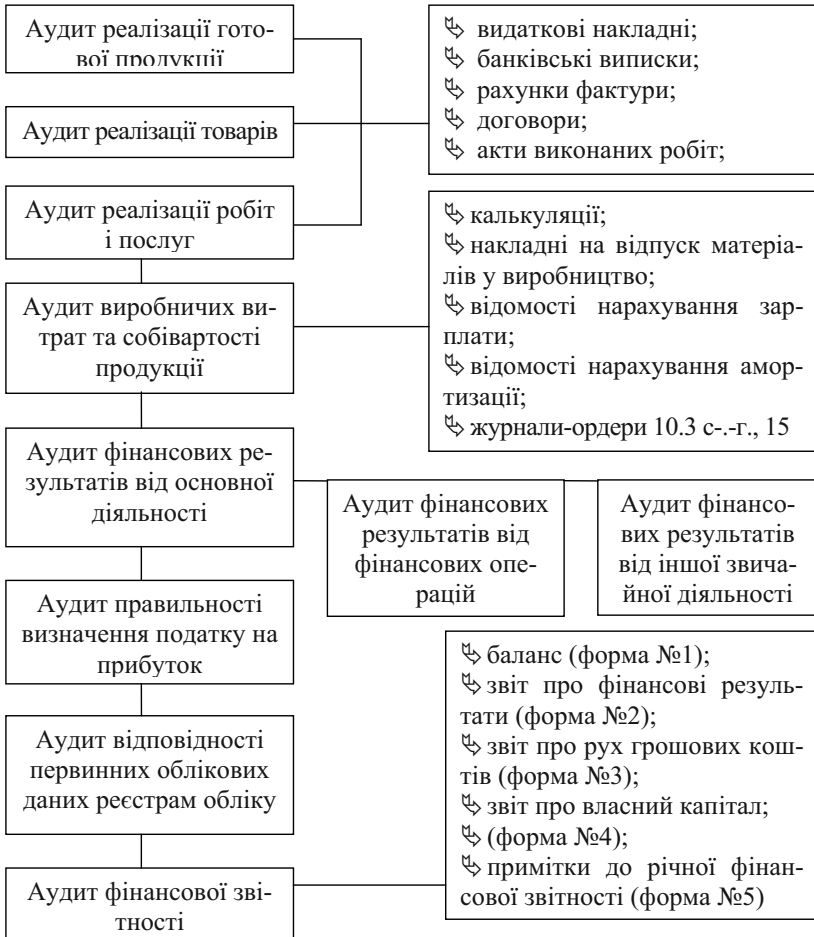 Аудит реалізації гото-
вої продукції
Аудит реалізації товарів
Аудит реалізації робіт
і послуг
видаткові накладні;
банківські виписки;
рахунки фактури;
договори;
акти виконаних робіт;
Аудит виробничих ви-
трат та собівартості
продукції
калькуляції;
накладні на відпуск матеріа-
лів у виробництво;
відомості нарахування зар-
плати;
відомості нарахування амор-
тизації;
журнали-ордери 10.3 с-.-г., 15
Аудит фінансових ре-
зультатів від основної
діяльності
Аудит фінансових
результатів від
фінансових опе-
рацій
Аудит фінансо-
вих результатів
від іншої звичай-
йної діяльності
Аудит правильності
визначення податку на
прибуток
Аудит відповідності
первинних облікових
даних реєстрам обліку
Аудит фінансової зві-
тності
баланс (форма №1);
звіт про фінансові резуль-
тати (форма №2);
звіт про рух грошових кош-
тів (форма №3);
звіт про власний капітал;
(форма №4);
примітки до річної фінан-
сової звітності (форма №5)